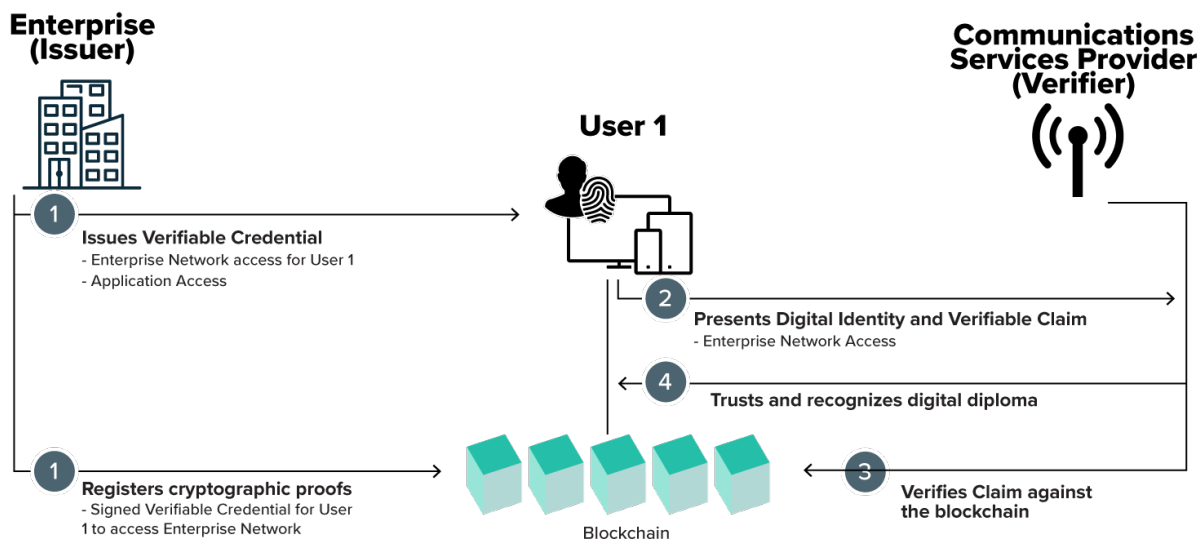 Enterprise
(Issuer)
Communications
Services Provider
(Verifier)
User 1
1
Issues Verifiable Credential
- Enterprise Network access for User 1
- Application Access
2
Presents Digital Identity and Verifiable Claim
- Enterprise Network Access
4
Trusts and recognizes digital diploma
1
Registers cryptographic proofs
- Signed Verifiable Credential for User
1 to access Enterprise Network
Blockchain
3
Verifies Claim against
the blockchain